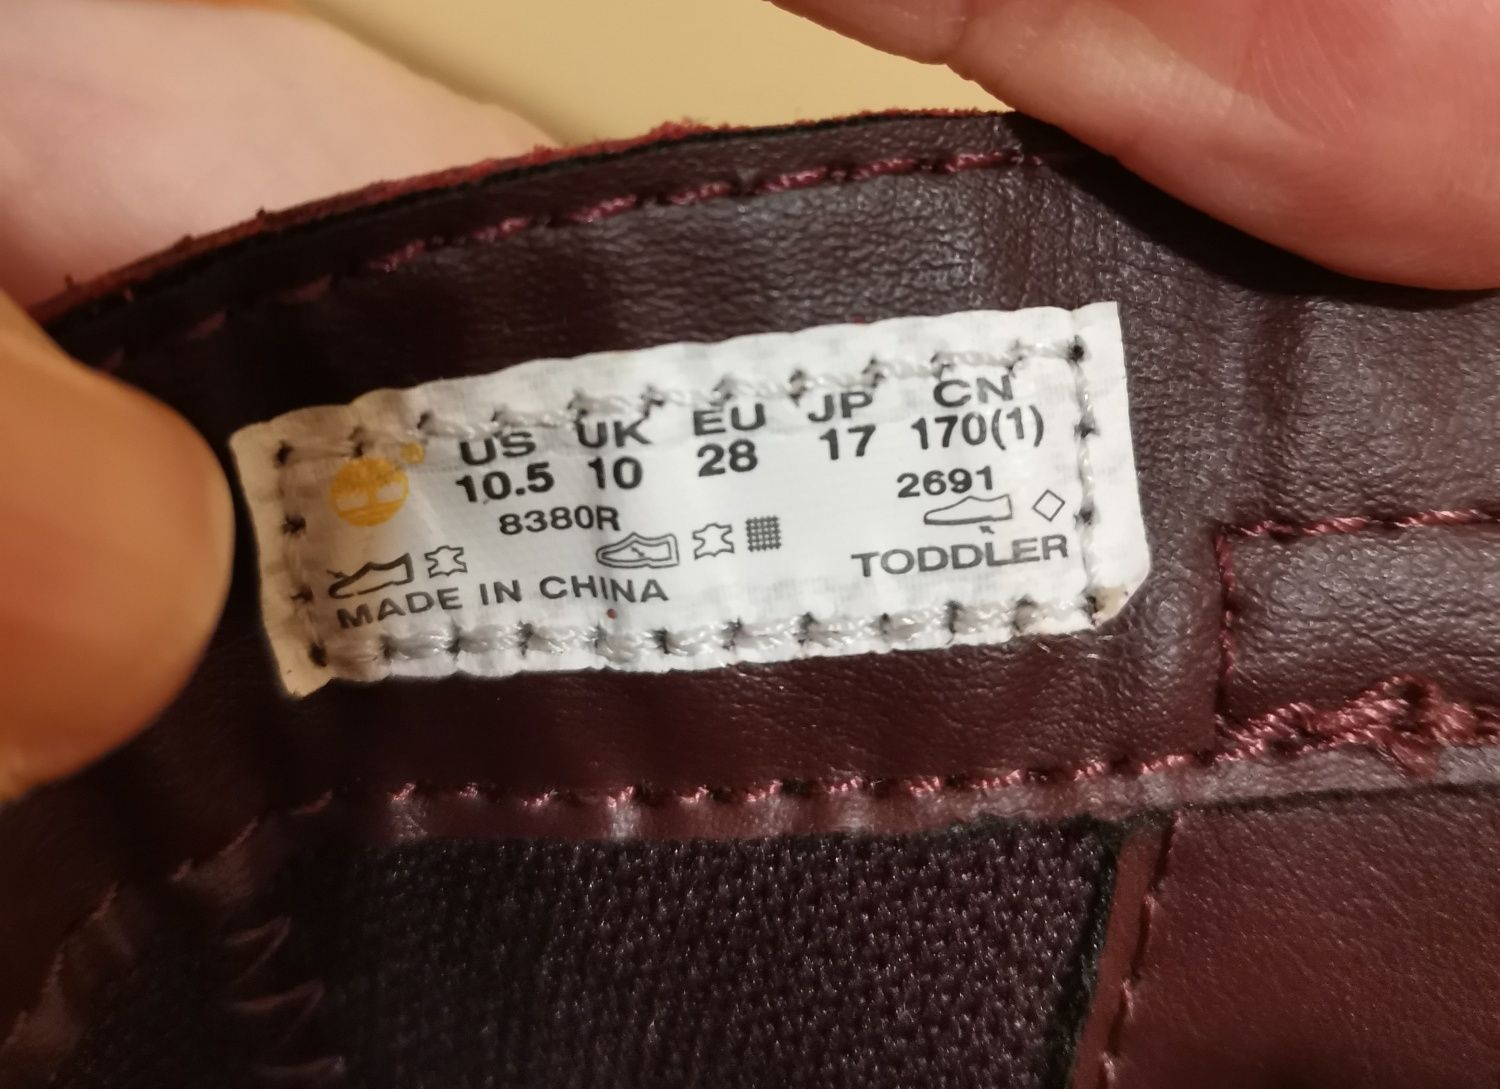 US UK EU JP CN
10.5 10 28 17 170(1)
8380R 2691
MADE IN CHINA TODDLER